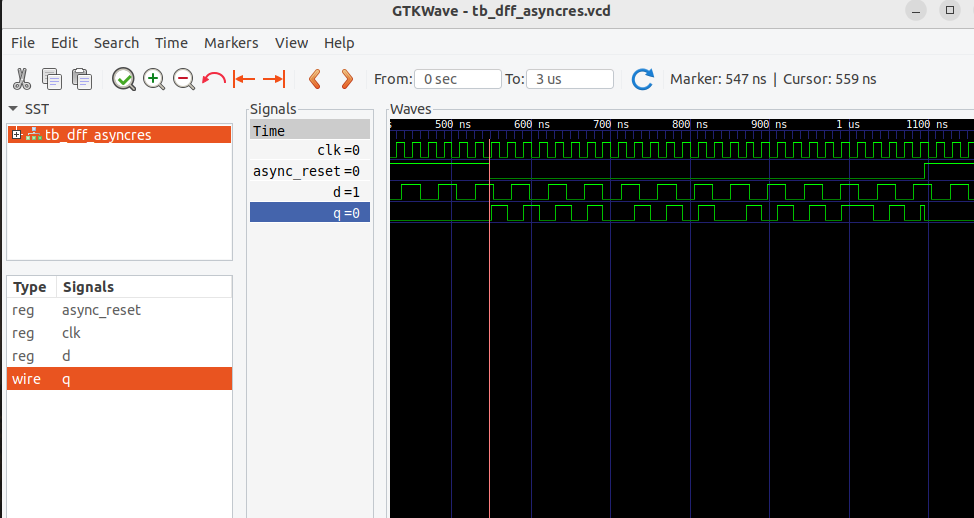 GTKWave - tb_dff_asyncres.vcd
File Edit Search Time Markers View Help
From: 0 sec To: 3 us Marker: 547 ns | Cursor: 559 ns
SST
tb_dff_asyncres
Type Signals
reg async_reset
reg clk
reg d
wire q
Signals
Time
clk=0
async_reset=0
d=1
q=0
Waves
500 ns 600 ns 700 ns 800 ns 900 ns 1 us 1100 ns